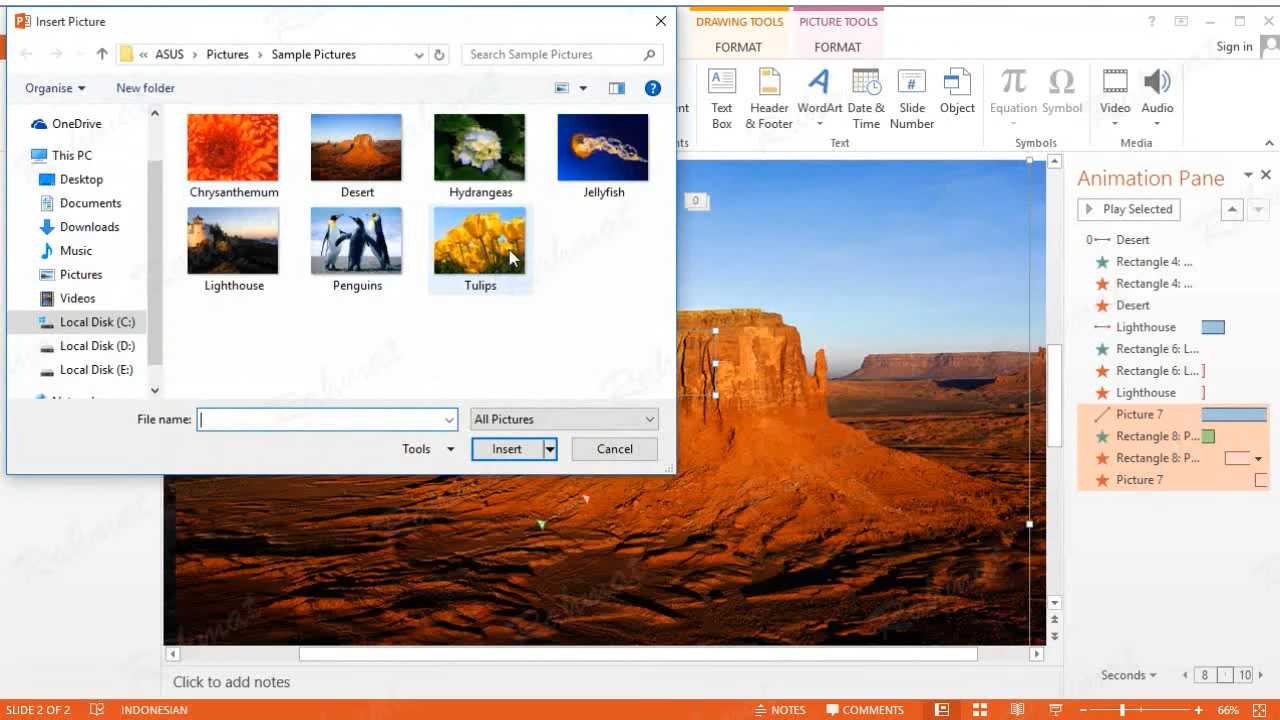 Insert Picture
« ASUS > Pictures > Sample Pictures
Search Sample Pictures
Organise
New folder
OneDrive
This PC
Desktop
Documents
Downloads
Music
Pictures
Videos
Local Disk (C:)
Local Disk (D:)
Local Disk (E:)
Chrysanthemum
Desert
Hydrangeas
Jellyfish
Lighthouse
Penguins
Tulips
File name:
All Pictures
Tools
Insert
Cancel
DRAWING TOOLS
PICTURE TOOLS
FORMAT
FORMAT
Sign in
Text
Box
Header
& Footer
WordArt
Date &
Time
Slide
Number
Object
Equation
Symbol
Video
Audio
Text
Symbols
Media
0
Animation Pane
Play Selected
0 Desert
Rectangle 4: ...
Rectangle 4: ...
Desert
Lighthouse
Rectangle 6: L...
Rectangle 6: L...
Lighthouse
Picture 7
Rectangle 8: P...
Rectangle 8: P...
Picture 7
Seconds
8
10
Click to add notes
SLIDE 2 OF 2
INDONESIAN
NOTES
COMMENTS
66%
Rahmat